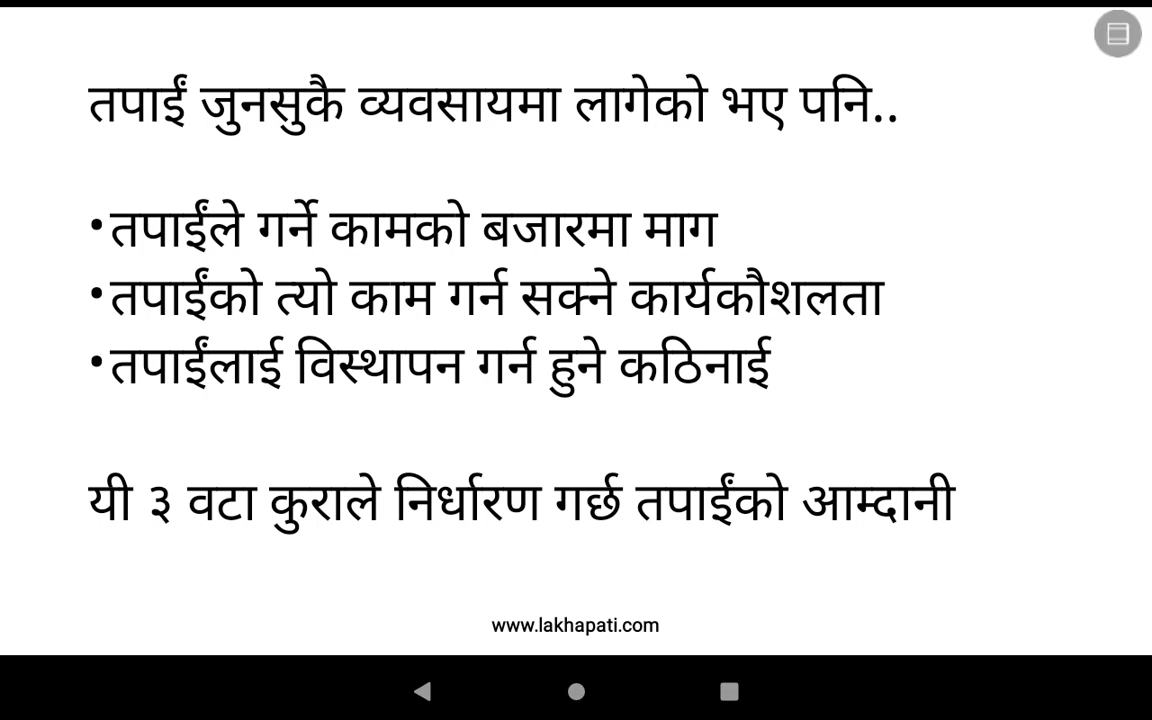 तपाईं जुनसुकै व्यवसायमा लागेको भए पनि..
•तपाईंले गर्ने कामको बजारमा माग
•तपाईंको त्यो काम गर्न सक्ने कार्यकौशलता
•तपाईंलाई विस्थापन गर्न हुने कठिनाई
यी ३ वटा कुराले निर्धारण गर्छ तपाईंको आम्दानी
www.lakhapati.com